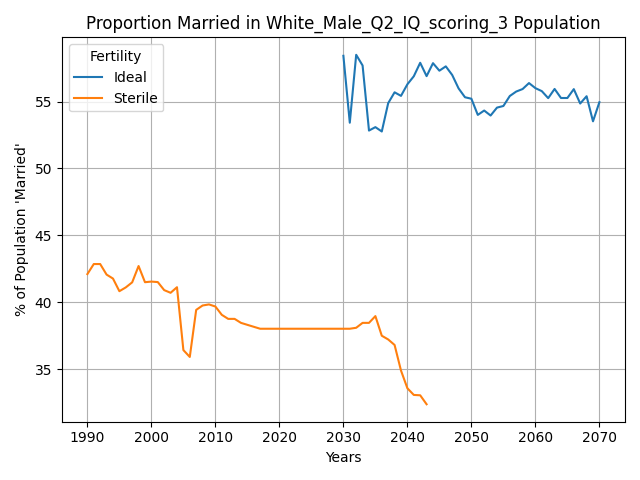 Proportion Married in White_Male_Q2_IQ_scoring_3 Population
Fertility
Ideal
Sterile
% of Population 'Married'
55
50
45
40
35
1990 2000 2010 2020 2030 2040 2050 2060 2070
Years